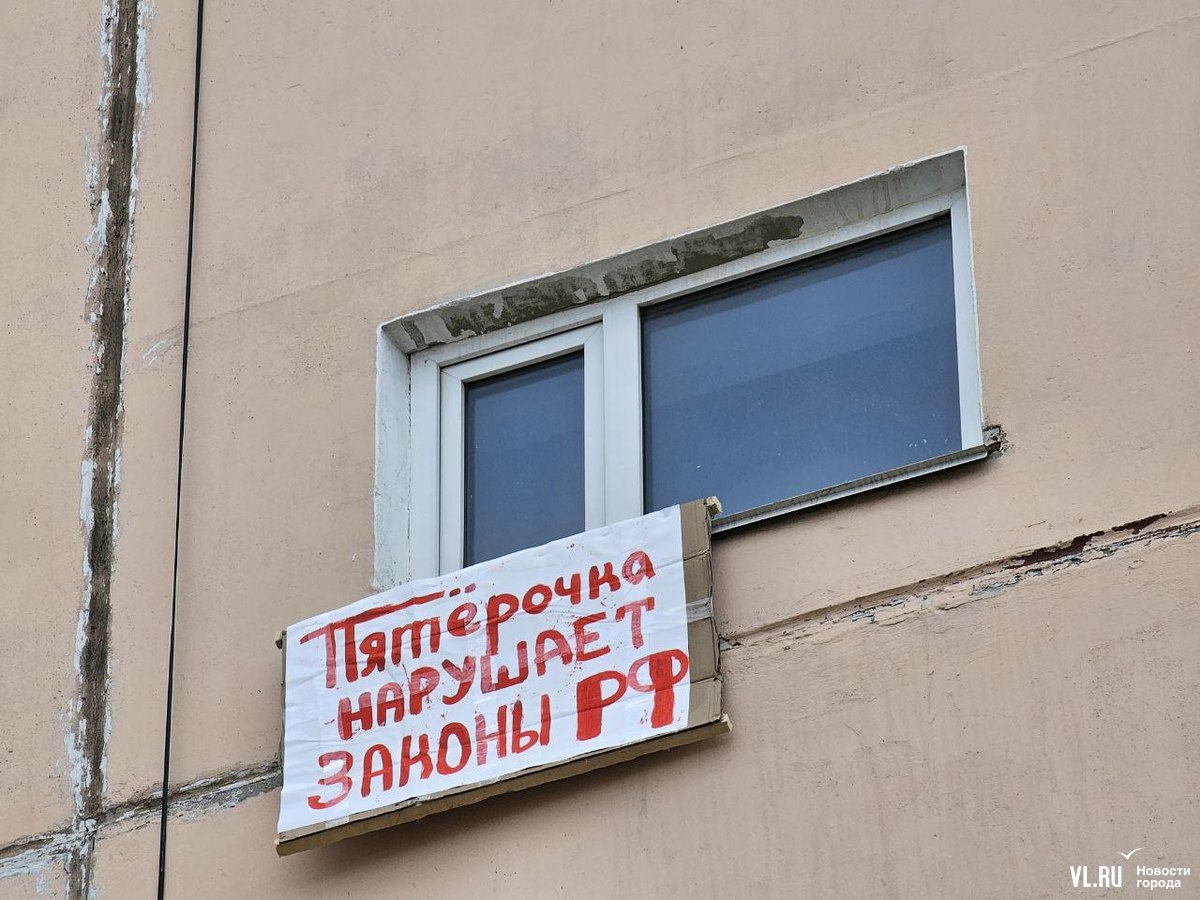 Пятёрочка
НАРУШАЕТ
ЗАКОНЫ РФ
VL.RU Новости
города